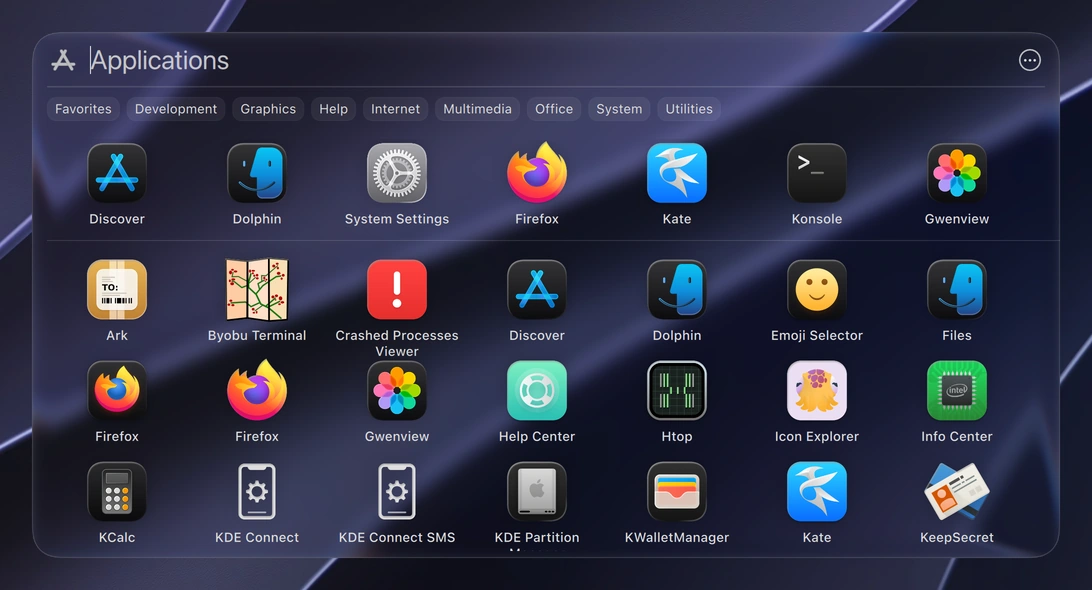 Applications
Favorites Development Graphics Help Internet Multimedia Office System Utilities
>_
Discover Dolphin System Settings Firefox Kate Konsole Gwenview
TO:
Ark Byobu Terminal Crashed Processes Viewer Discover Dolphin Emoji Selector Files
intel
Firefox Firefox Gwenview Help Center Htop Icon Explorer Info Center
KCalc KDE Connect KDE Connect SMS KDE Partition KWalletManager Kate KeepSecret